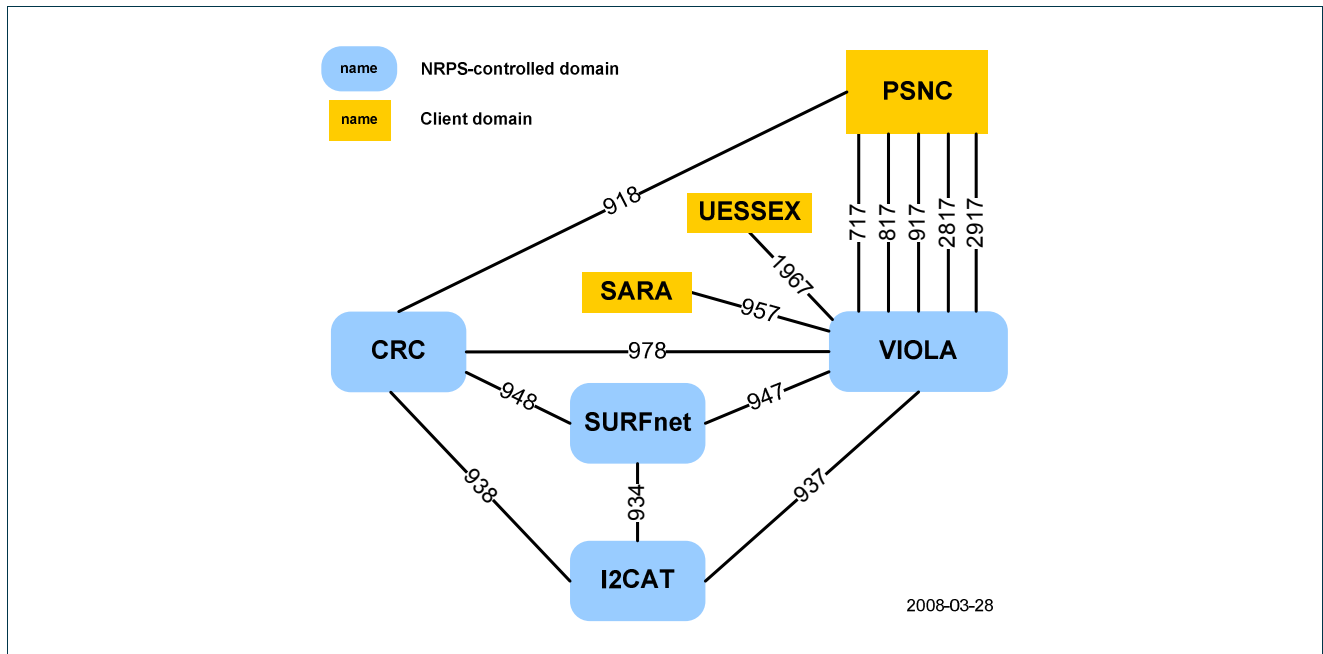 name NRPS-controlled domain
name Client domain
PSNC
918
717 817 917 2817 2917
UESSEX
1967
SARA
957
CRC
978
VIOLA
948
SURFnet
947
938
934
937
I2CAT
2008-03-28